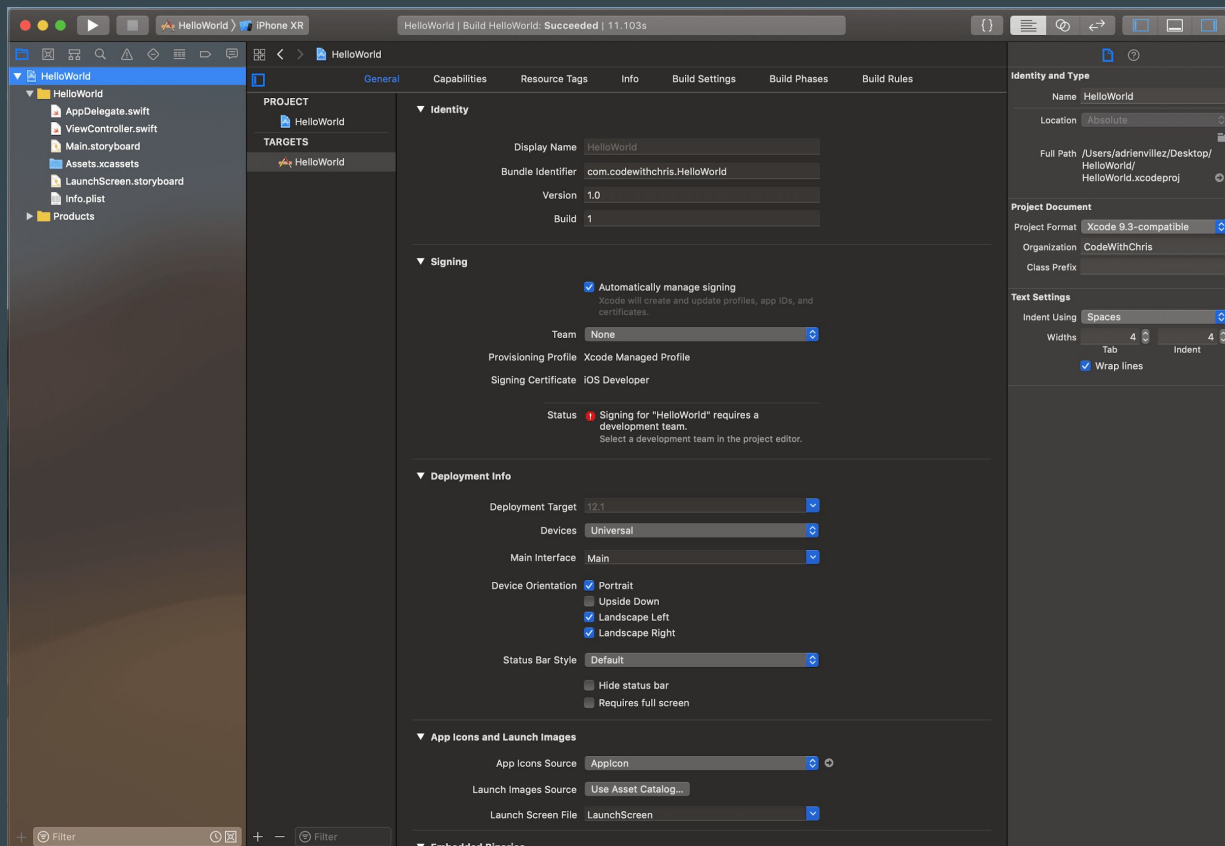 HelloWorld iPhone XR
HelloWorld | Build HelloWorld: Succeeded | 11.103s
{ }
HelloWorld
HelloWorld
AppDelegate.swift
ViewController.swift
Main.storyboard
Assets.xcassets
LaunchScreen.storyboard
Info.plist
Products
Filter
HelloWorld
General Capabilities Resource Tags Info Build Settings Build Phases Build Rules
PROJECT
HelloWorld
TARGETS
HelloWorld
Filter
Identity
Display Name HelloWorld
Bundle Identifier com.codewithchris.HelloWorld
Version 1.0
Build 1
Signing
Automatically manage signing
Xcode will create and update profiles, app IDs, and
certificates.
Team None
Provisioning Profile Xcode Managed Profile
Signing Certificate iOS Developer
Status Signing for "HelloWorld" requires a
development team.
Select a development team in the project editor.
Deployment Info
Deployment Target 12.1
Devices Universal
Main Interface Main
Device Orientation Portrait
Upside Down
Landscape Left
Landscape Right
Status Bar Style Default
Hide status bar
Requires full screen
App Icons and Launch Images
App Icons Source AppIcon
Launch Images Source Use Asset Catalog...
Launch Screen File LaunchScreen
Embedded Binaries
Identity and Type
Name HelloWorld
Location Absolute
Full Path /Users/adrienvillez/Desktop/
HelloWorld/
HelloWorld.xcodeproj
Project Document
Project Format Xcode 9.3-compatible
Organization CodeWithChris
Class Prefix
Text Settings
Indent Using Spaces
Widths 4 4
Tab Indent
Wrap lines